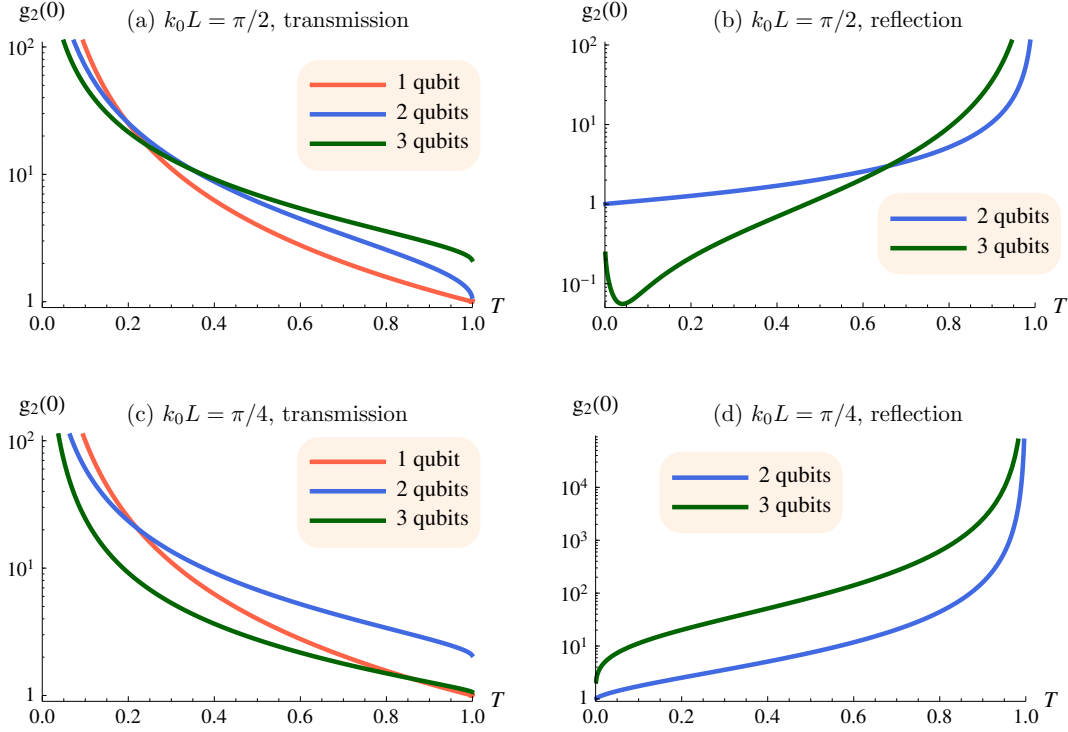 g₂(0)
(a) k₀L = π/2, transmission
10²
10¹
1
1 qubit
2 qubits
3 qubits
0.0 0.2 0.4 0.6 0.8 1.0
T
g₂(0)
(b) k₀L = π/2, reflection
10²
10¹
1
10⁻¹
2 qubits
3 qubits
0.0 0.2 0.4 0.6 0.8 1.0
T
g₂(0)
(c) k₀L = π/4, transmission
10²
10¹
1
1 qubit
2 qubits
3 qubits
0.0 0.2 0.4 0.6 0.8 1.0
T
g₂(0)
(d) k₀L = π/4, reflection
10⁴
10³
10²
10¹
1
2 qubits
3 qubits
0.0 0.2 0.4 0.6 0.8 1.0
T